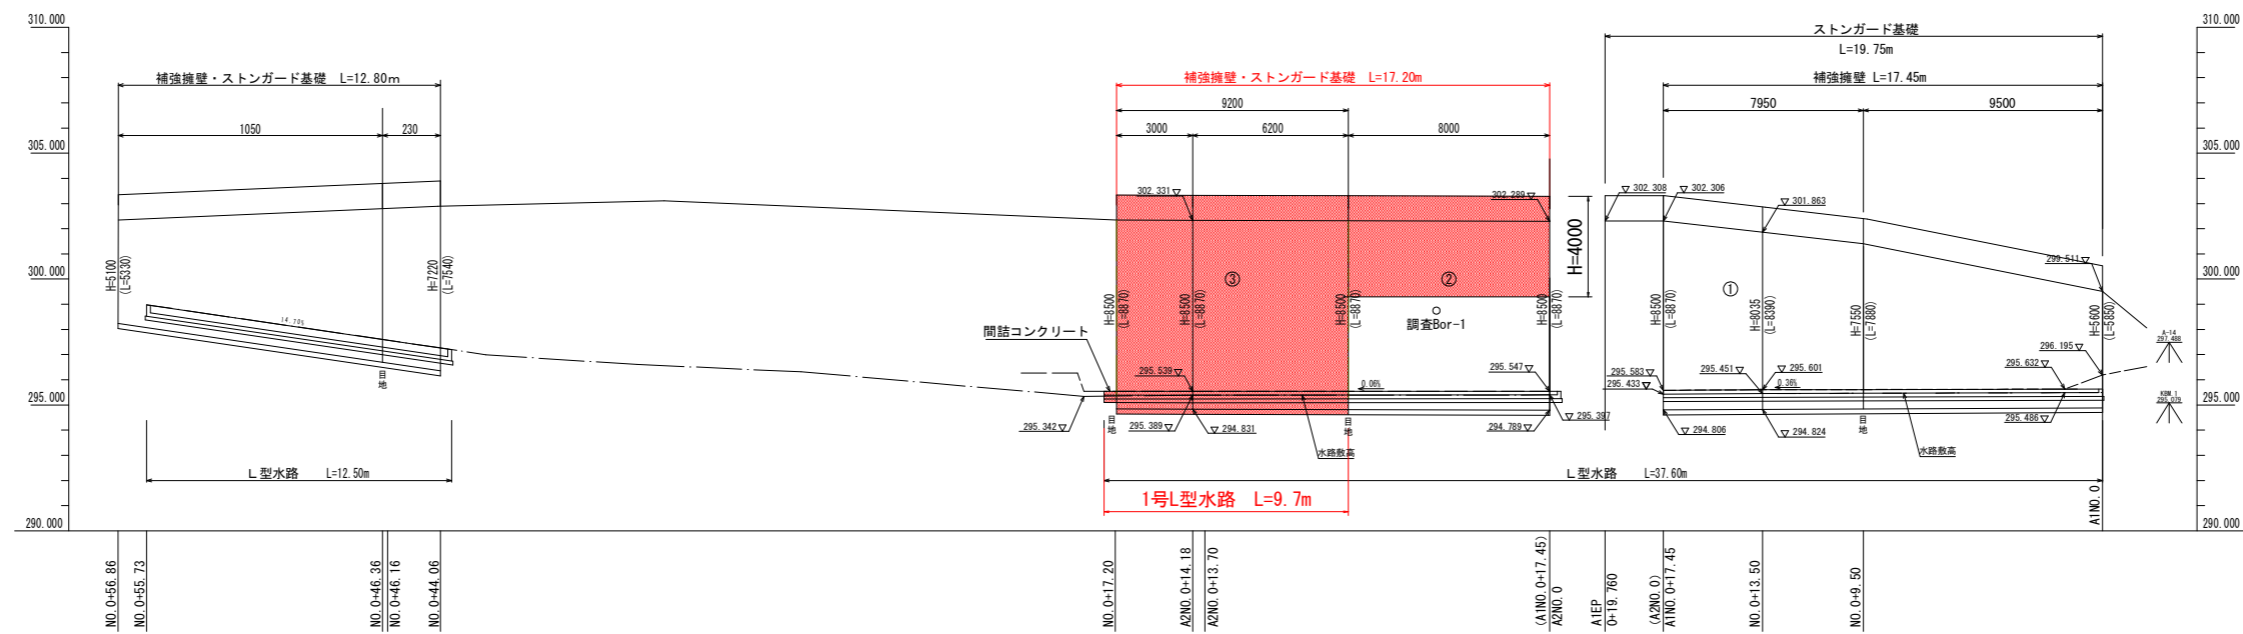 310.000
305.000
300.000
295.000
290.000
補強擁壁・ストンガード基礎　L=12.80m
1050
230
H=5100
(L=5330)
H=7220
(L=7540)
14.70%
目地
L型水路　L=12.50m
補強擁壁・ストンガード基礎　L=17.20m
9200
3000
6200
8000
302.331
302.289
③
②
H=4000
H=8500
(L=8870)
H=8500
(L=8870)
H=8500
(L=8870)
H=8500
(L=8870)
調査Bor-1
間詰コンクリート
295.539
295.547
0.06%
295.342
295.389
294.831
294.789
295.397
目地
目地
水路敷高
1号L型水路　L=9.7m
L型水路　L=37.60m
ストンガード基礎
L=19.75m
補強擁壁 L=17.45m
7950
9500
302.308
302.306
301.863
299.511
①
H=8500
(L=8870)
H=8035
(L=8390)
H=7550
(L=7880)
H=5600
(L=5850)
295.583
295.433
295.451
295.601
0.36%
295.632
296.195
294.806
294.824
295.486
目地
水路敷高
A1NO.0
A-14
297.488
KBM.1
295.079
310.000
305.000
300.000
295.000
290.000
NO.0+56.86
NO.0+55.73
NO.0+46.36
NO.0+46.16
NO.0+44.06
NO.0+17.20
A2NO.0+14.18
A2NO.0+13.70
(A1NO.0+17.45)
A2NO.0
A1EP
0+19.760
(A2NO.0)
A1NO.0+17.45
NO.0+13.50
NO.0+9.50